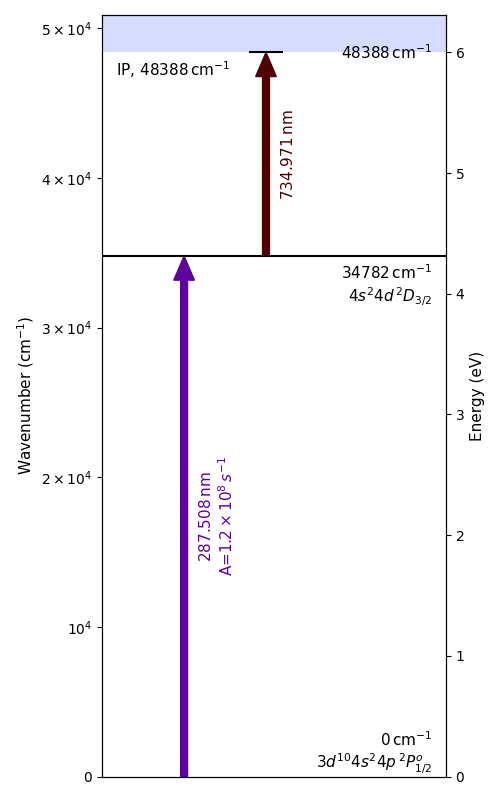 5 × 10⁴
4 × 10⁴
3 × 10⁴
2 × 10⁴
10⁴
0
Wavenumber (cm⁻¹)
IP, 48388 cm⁻¹
48388 cm⁻¹
734.971 nm
34782 cm⁻¹
4s²4d ²D₃/₂
287.508 nm
A=1.2 × 10⁸ s⁻¹
0 cm⁻¹
3d¹⁰4s²4p ²P°₁/₂
6
5
4
3
2
1
0
Energy (eV)